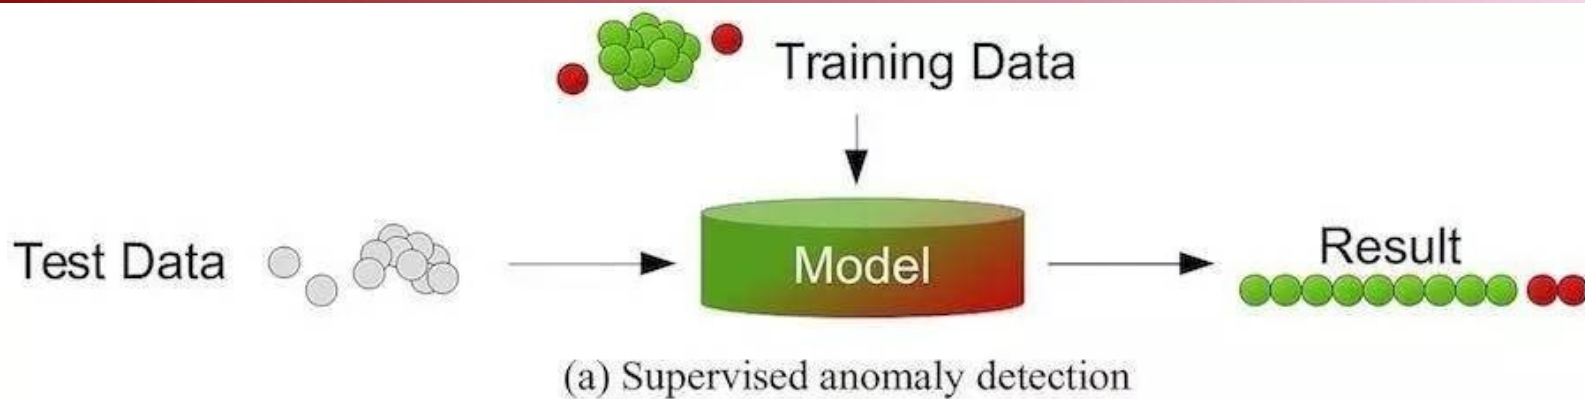 Training Data
Test Data
Model
Result
(a) Supervised anomaly detection